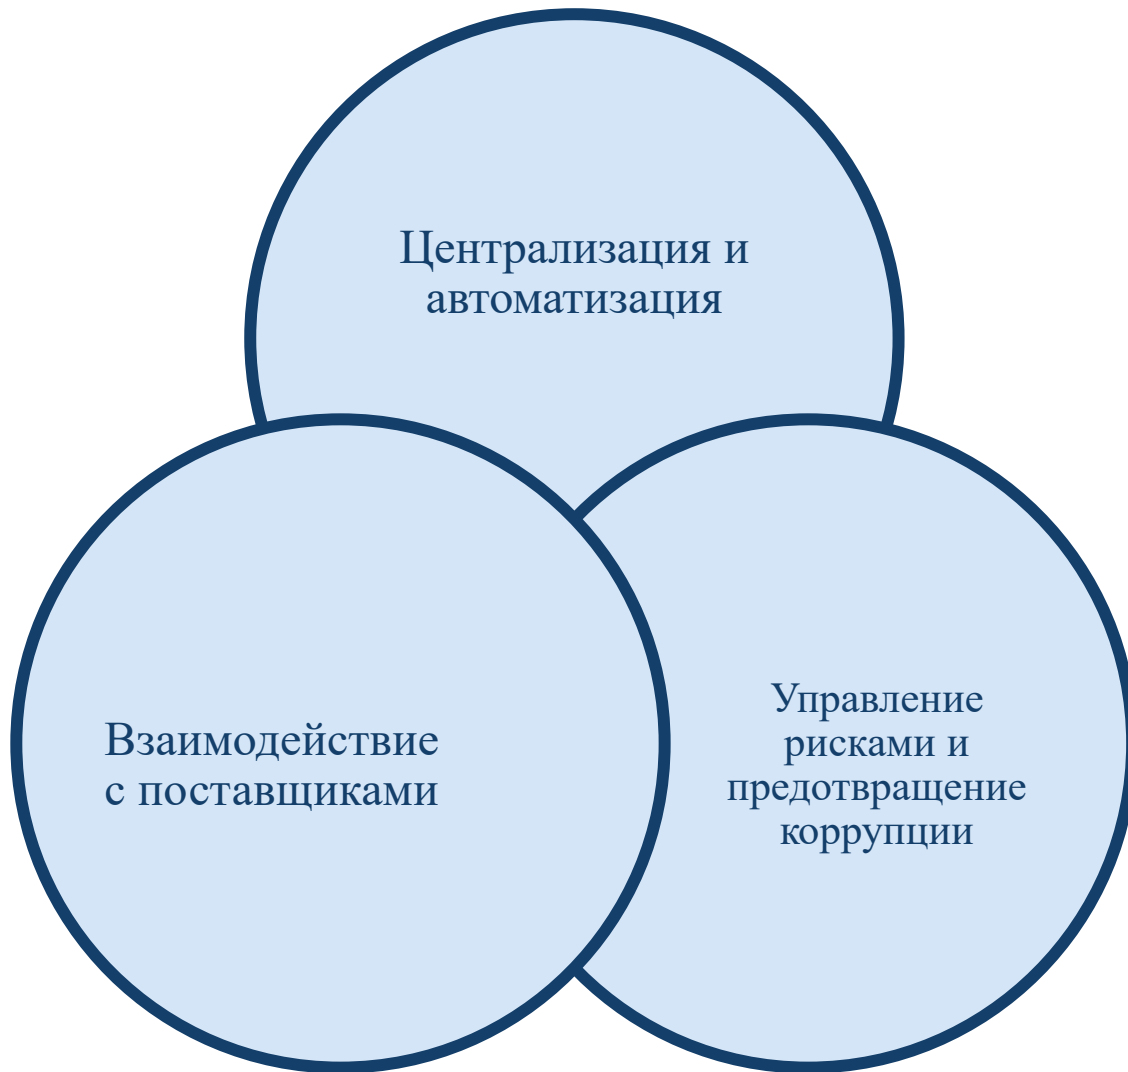 Централизация и
автоматизация
Взаимодействие
с поставщиками
Управление
рисками и
предотвращение
коррупции